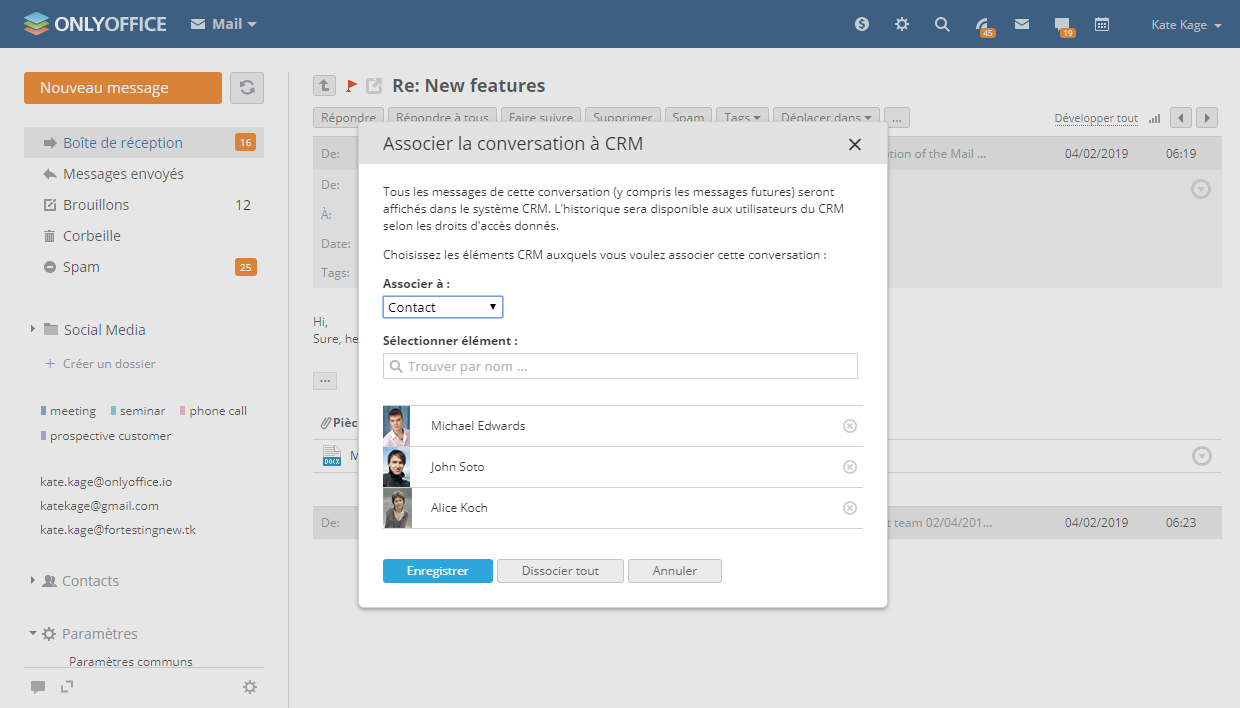 ONLYOFFICE Mail 45 19 Kate Kage
Nouveau message
Boîte de réception 16
Messages envoyés
Brouillons 12
Corbeille
Spam 25
Social Media
Créer un dossier
meeting seminar phone call
prospective customer
kate.kage@onlyoffice.io
katekage@gmail.com
kate.kage@fortestingnew.tk
Contacts
Paramètres
Paramètres communs
Re: New features
Répondre Répondre à tous Faire suivre Supprimer Spam Tags Déplacer dans ... Développer tout
De: tion of the Mail ... 04/02/2019 06:19
De:
À:
Date:
Tags:
Hi,
Sure, he
...
Pièc
DOCX M
De: t team 02/04/201... 04/02/2019 06:23
Associer la conversation à CRM
Tous les messages de cette conversation (y compris les messages futures) seront
affichés dans le système CRM. L'historique sera disponible aux utilisateurs du CRM
selon les droits d'accès donnés.
Choisissez les éléments CRM auxquels vous voulez associer cette conversation :
Associer à :
Contact
Sélectionner élément :
Trouver par nom ...
Michael Edwards
John Soto
Alice Koch
Enregistrer Dissocier tout Annuler